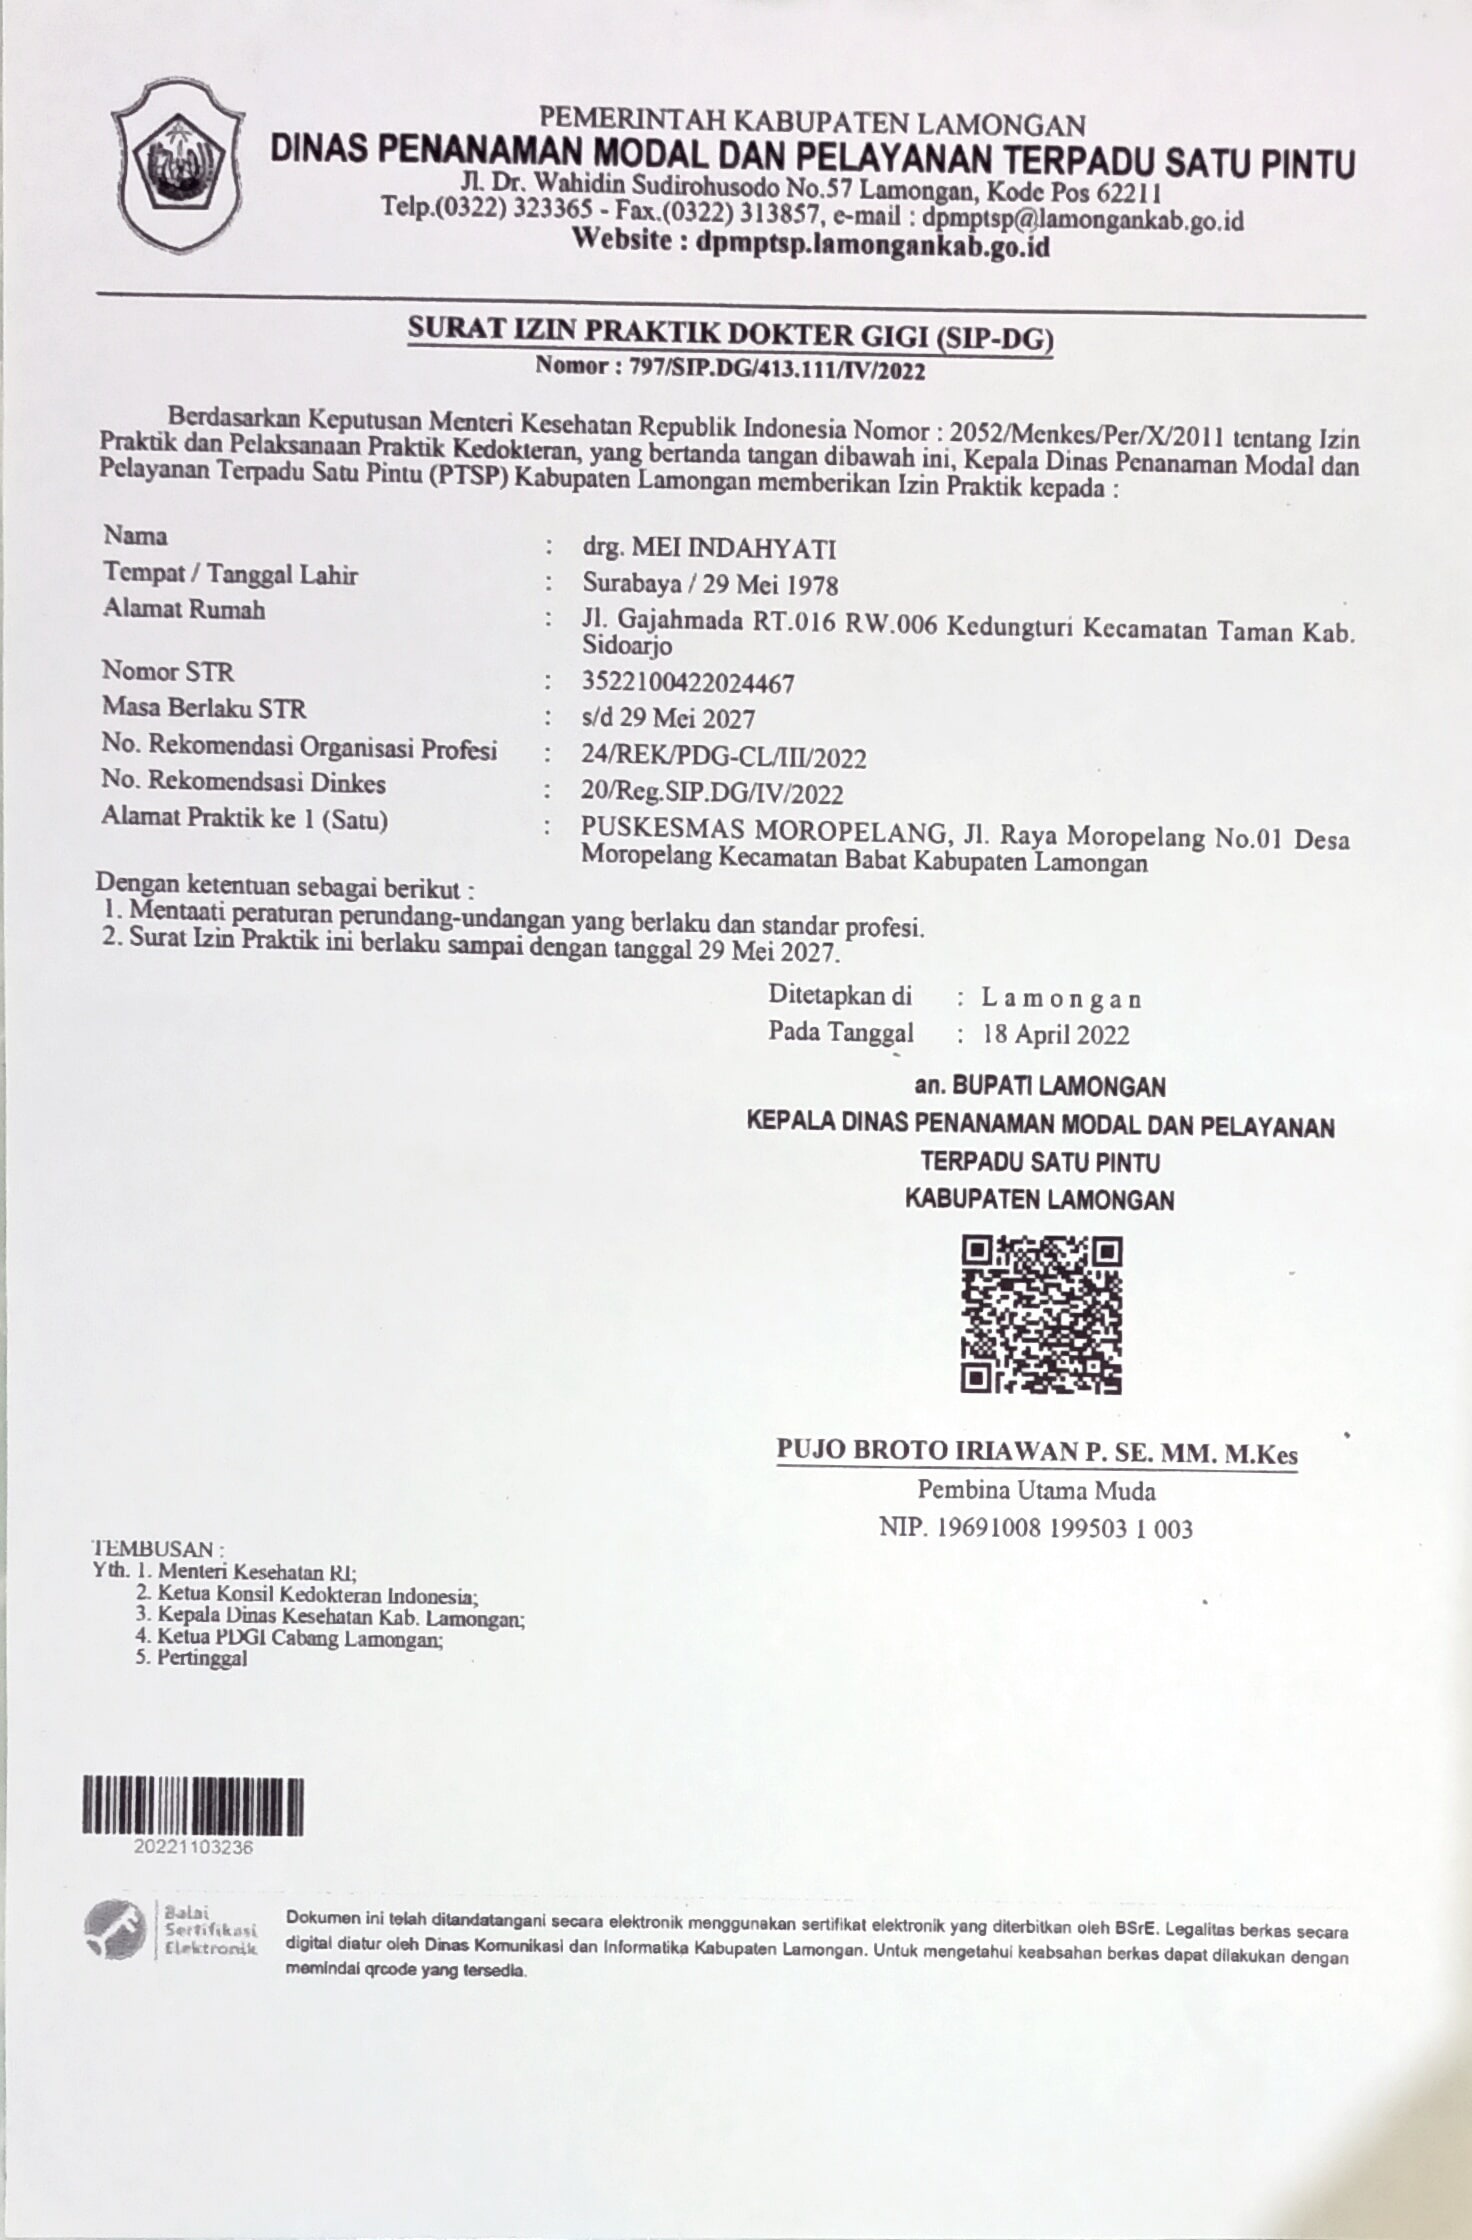 PEMERINTAH KABUPATEN LAMONGAN
DINAS PENANAMAN MODAL DAN PELAYANAN TERPADU SATU PINTU
Jl. Dr. Wahidin Sudirohusodo No.57 Lamongan, Kode Pos 62211
Telp.(0322) 323365 - Fax.(0322) 313857, e-mail : dpmptsp@lamongankab.go.id
Website : dpmptsp.lamongankab.go.id
SURAT IZIN PRAKTIK DOKTER GIGI (SIP-DG)
Nomor : 797/SIP.DG/413.111/IV/2022
Berdasarkan Keputusan Menteri Kesehatan Republik Indonesia Nomor : 2052/Menkes/Per/X/2011 tentang Izin
Praktik dan Pelaksanaan Praktik Kedokteran, yang bertanda tangan dibawah ini, Kepala Dinas Penanaman Modal dan
Pelayanan Terpadu Satu Pintu (PTSP) Kabupaten Lamongan memberikan Izin Praktik kepada :
Nama : drg. MEI INDAHYATI
Tempat / Tanggal Lahir : Surabaya / 29 Mei 1978
Alamat Rumah : Jl. Gajahmada RT.016 RW.006 Kedungturi Kecamatan Taman Kab.
Sidoarjo
Nomor STR : 3522100422024467
Masa Berlaku STR : s/d 29 Mei 2027
No. Rekomendasi Organisasi Profesi : 24/REK/PDG-CL/III/2022
No. Rekomendsasi Dinkes : 20/Reg.SIP.DG/IV/2022
Alamat Praktik ke 1 (Satu) : PUSKESMAS MOROPELANG, Jl. Raya Moropelang No.01 Desa
Moropelang Kecamatan Babat Kabupaten Lamongan
Dengan ketentuan sebagai berikut :
1. Mentaati peraturan perundang-undangan yang berlaku dan standar profesi.
2. Surat Izin Praktik ini berlaku sampai dengan tanggal 29 Mei 2027.
Ditetapkan di : L a m o n g a n
Pada Tanggal : 18 April 2022
an. BUPATI LAMONGAN
KEPALA DINAS PENANAMAN MODAL DAN PELAYANAN
TERPADU SATU PINTU
KABUPATEN LAMONGAN
PUJO BROTO IRIAWAN P. SE. MM. M.Kes
Pembina Utama Muda
NIP. 19691008 199503 1 003
TEMBUSAN :
Yth. 1. Menteri Kesehatan RI;
2. Ketua Konsil Kedokteran Indonesia;
3. Kepala Dinas Kesehatan Kab. Lamongan;
4. Ketua PDGI Cabang Lamongan;
5. Pertinggal
20221103236
Balai
Sertifikasi
Elektronik
Dokumen ini telah ditandatangani secara elektronik menggunakan sertifikat elektronik yang diterbitkan oleh BSrE. Legalitas berkas secara
digital diatur oleh Dinas Komunikasi dan Informatika Kabupaten Lamongan. Untuk mengetahui keabsahan berkas dapat dilakukan dengan
memindai qrcode yang tersedia.